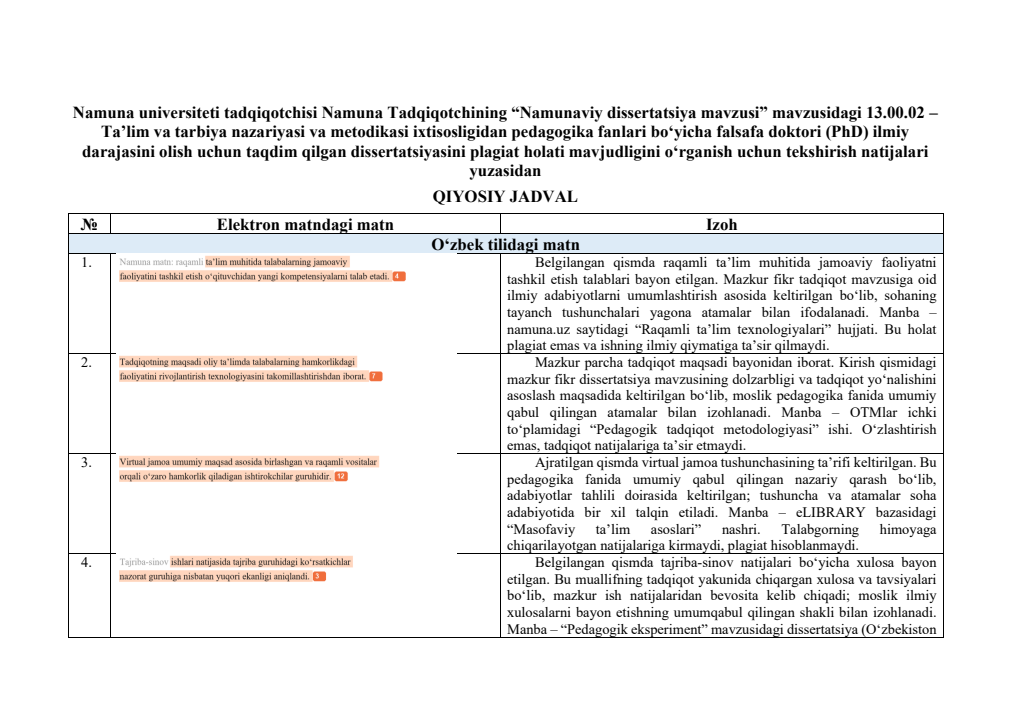 Namuna universiteti tadqiqotchisi Namuna Tadqiqotchining “Namunaviy dissertatsiya mavzusi” mavzusidagi 13.00.02 –
Ta’lim va tarbiya nazariyasi va metodikasi ixtisosligidan pedagogika fanlari bo‘yicha falsafa doktori (PhD) ilmiy
darajasini olish uchun taqdim qilgan dissertatsiyasini plagiat holati mavjudligini o‘rganish uchun tekshirish natijalari
yuzasidan
QIYOSIY JADVAL
№ Elektron matndagi matn Izoh
O‘zbek tilidagi matn
1.
Namuna matn: raqamli ta’lim muhitida talabalarning jamoaviy
faoliyatini tashkil etish o‘qituvchidan yangi kompetensiyalarni talab etadi. 4
Belgilangan qismda raqamli ta’lim muhitida jamoaviy faoliyatni
tashkil etish talablari bayon etilgan. Mazkur fikr tadqiqot mavzusiga oid
ilmiy adabiyotlarni umumlashtirish asosida keltirilgan bo‘lib, sohaning
tayanch tushunchalari yagona atamalar bilan ifodalanadi. Manba –
namuna.uz saytidagi “Raqamli ta’lim texnologiyalari” hujjati. Bu holat
plagiat emas va ishning ilmiy qiymatiga ta’sir qilmaydi.
2.
Tadqiqotning maqsadi oliy ta’limda talabalarning hamkorlikdagi
faoliyatini rivojlantirish texnologiyasini takomillashtirishdan iborat. 7
Mazkur parcha tadqiqot maqsadi bayonidan iborat. Kirish qismidagi
mazkur fikr dissertatsiya mavzusining dolzarbligi va tadqiqot yo‘nalishini
asoslash maqsadida keltirilgan bo‘lib, moslik pedagogika fanida umumiy
qabul qilingan atamalar bilan izohlanadi. Manba – OTMlar ichki
to‘plamidagi “Pedagogik tadqiqot metodologiyasi” ishi. O‘zlashtirish
emas, tadqiqot natijalariga ta’sir etmaydi.
3.
Virtual jamoa umumiy maqsad asosida birlashgan va raqamli vositalar
orqali o‘zaro hamkorlik qiladigan ishtirokchilar guruhidir. 12
Ajratilgan qismda virtual jamoa tushunchasining ta’rifi keltirilgan. Bu
pedagogika fanida umumiy qabul qilingan nazariy qarash bo‘lib,
adabiyotlar tahlili doirasida keltirilgan; tushuncha va atamalar soha
adabiyotida bir xil talqin etiladi. Manba – eLIBRARY bazasidagi
“Masofaviy ta’lim asoslari” nashri. Talabgorning himoyaga
chiqarilayotgan natijalariga kirmaydi, plagiat hisoblanmaydi.
4.
Tajriba-sinov ishlari natijasida tajriba guruhidagi ko‘rsatkichlar
nazorat guruhiga nisbatan yuqori ekanligi aniqlandi. 3
Belgilangan qismda tajriba-sinov natijalari bo‘yicha xulosa bayon
etilgan. Bu muallifning tadqiqot yakunida chiqargan xulosa va tavsiyalari
bo‘lib, mazkur ish natijalaridan bevosita kelib chiqadi; moslik ilmiy
xulosalarni bayon etishning umumqabul qilingan shakli bilan izohlanadi.
Manba – “Pedagogik eksperiment” mavzusidagi dissertatsiya (O‘zbekiston